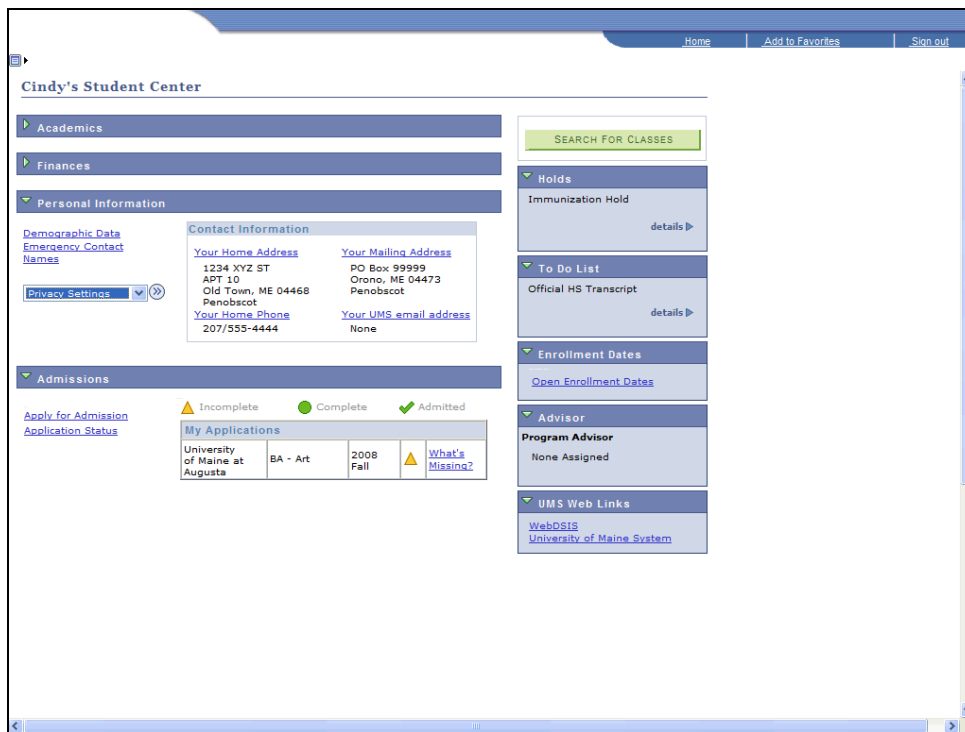 Home Add to Favorites Sign out
Cindy's Student Center
Academics
Finances
Personal Information
Demographic Data
Emergency Contact
Names
Privacy Settings
Contact Information
Your Home Address
1234 XYZ ST
APT 10
Old Town, ME 04468
Penobscot
Your Mailing Address
PO Box 99999
Orono, ME 04473
Penobscot
Your Home Phone
207/555-4444
Your UMS email address
None
Admissions
Apply for Admission
Application Status
Incomplete Complete Admitted
My Applications
University
of Maine at
Augusta
BA - Art
2008
Fall
What's
Missing?
SEARCH FOR CLASSES
Holds
Immunization Hold
details
To Do List
Official HS Transcript
details
Enrollment Dates
Open Enrollment Dates
Advisor
Program Advisor
None Assigned
UMS Web Links
WebDSIS
University of Maine System